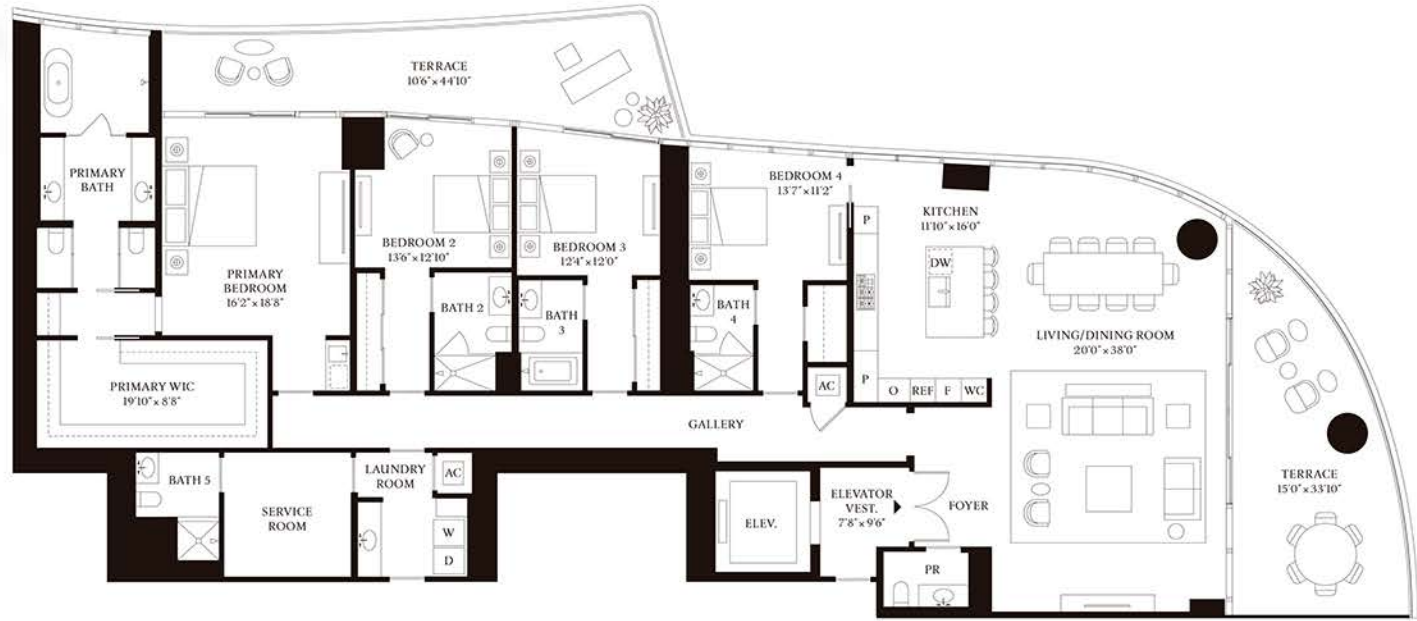 TERRACE
10'6" x 44'10"
PRIMARY
BATH
PRIMARY
BEDROOM
16'2" x 18'8"
BEDROOM 2
13'6" x 12'10"
BEDROOM 3
12'4" x 12'0"
BEDROOM 4
13'7" x 11'2"
KITCHEN
11'10" x 16'0"
P
DW
BATH 2
BATH
3
BATH
4
LIVING/DINING ROOM
20'0" x 38'0"
PRIMARY WIC
19'10" x 8'8"
AC
P
O
REF
F
WC
GALLERY
BATH 5
SERVICE
ROOM
LAUNDRY
ROOM
AC
W
D
ELEV.
ELEVATOR
VEST.
7'8" x 9'6"
FOYER
PR
TERRACE
15'0" x 33'10"